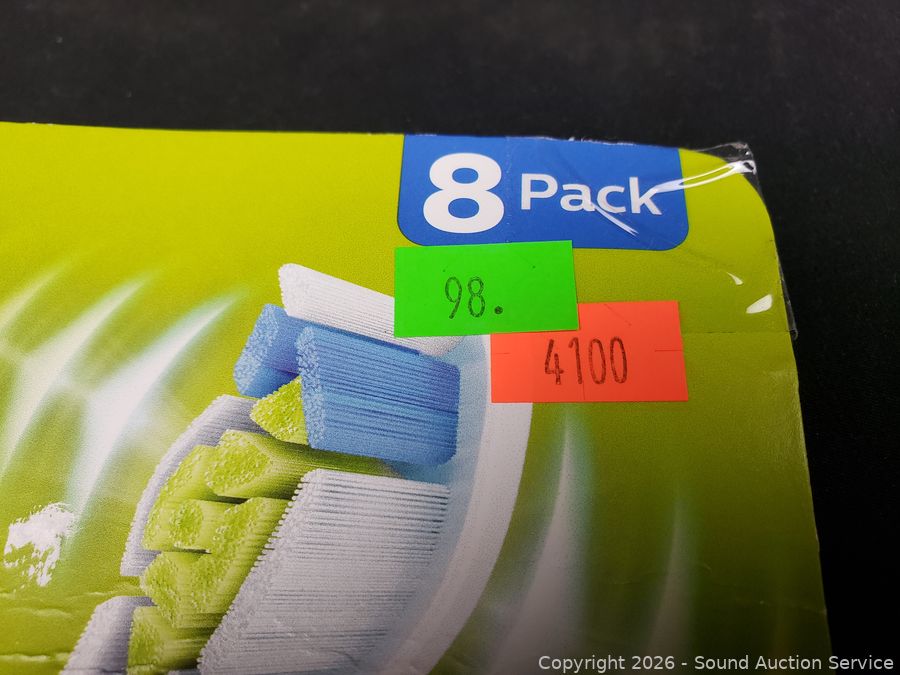 8 Pack
98.
4100
Copyright 2026 - Sound Auction Service